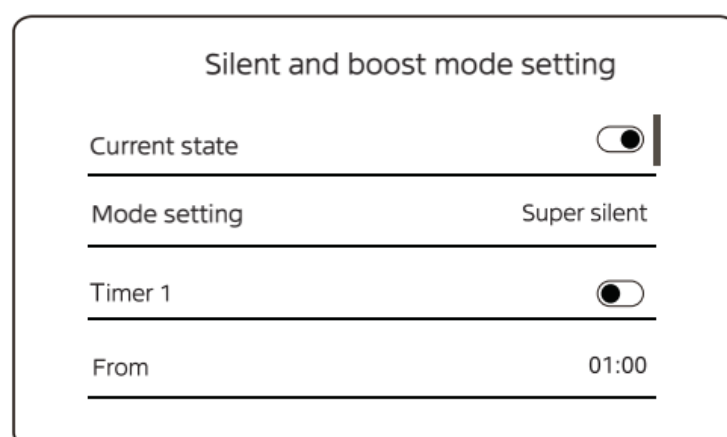 Silent and boost mode setting
Current state
Mode setting Super silent
Timer 1
From 01:00